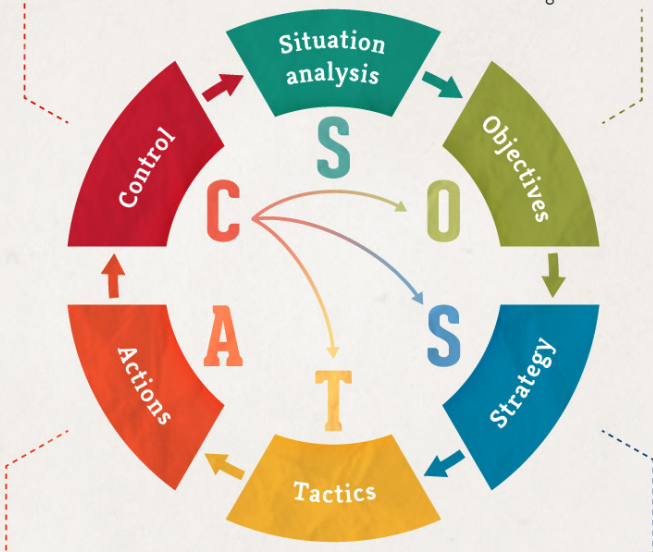 Situation
analysis
Objectives
Strategy
Tactics
Actions
Control
S
O
S
T
A
C